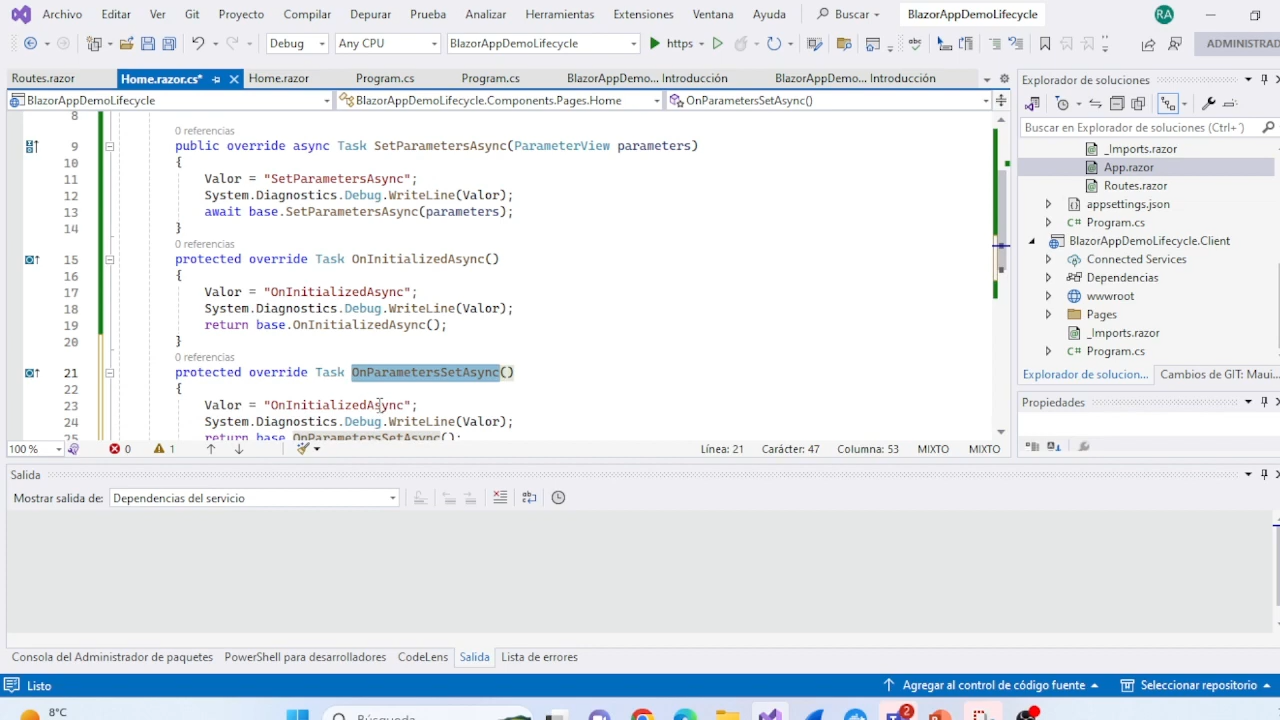 Archivo Editar Ver Git Proyecto Compilar Depurar Prueba Analizar Herramientas Extensiones Ventana Ayuda Buscar BlazorAppDemoLifecycle RA
Debug Any CPU BlazorAppDemoLifecycle https ADMINISTRAD
Routes.razor Home.razor.cs* Home.razor Program.cs Program.cs BlazorAppDemo... Introducción BlazorAppDemo... Introducción
BlazorAppDemoLifecycle BlazorAppDemoLifecycle.Components.Pages.Home OnParametersSetAsync()
8
0 referencias
9 public override async Task SetParametersAsync(ParameterView parameters)
10 {
11 Valor = "SetParametersAsync";
12 System.Diagnostics.Debug.WriteLine(Valor);
13 await base.SetParametersAsync(parameters);
14 }
0 referencias
15 protected override Task OnInitializedAsync()
16 {
17 Valor = "OnInitializedAsync";
18 System.Diagnostics.Debug.WriteLine(Valor);
19 return base.OnInitializedAsync();
20 }
0 referencias
21 protected override Task OnParametersSetAsync()
22 {
23 Valor = "OnInitializedAsync";
24 System.Diagnostics.Debug.WriteLine(Valor);
25 return base.OnParametersSetAsync();
100 % 0 1 Línea: 21 Carácter: 47 Columna: 53 MIXTO MIXTO
Explorador de soluciones
Buscar en Explorador de soluciones (Ctrl+')
_Imports.razor
App.razor
Routes.razor
appsettings.json
C# Program.cs
BlazorAppDemoLifecycle.Client
Connected Services
Dependencias
wwwroot
Pages
_Imports.razor
C# Program.cs
Explorador de solucion... Cambios de GIT: Maui...
Propiedades
Salida
Mostrar salida de: Dependencias del servicio
Consola del Administrador de paquetes PowerShell para desarrolladores CodeLens Salida Lista de errores
Listo Agregar al control de código fuente Seleccionar repositorio
8°C Búsqueda 2